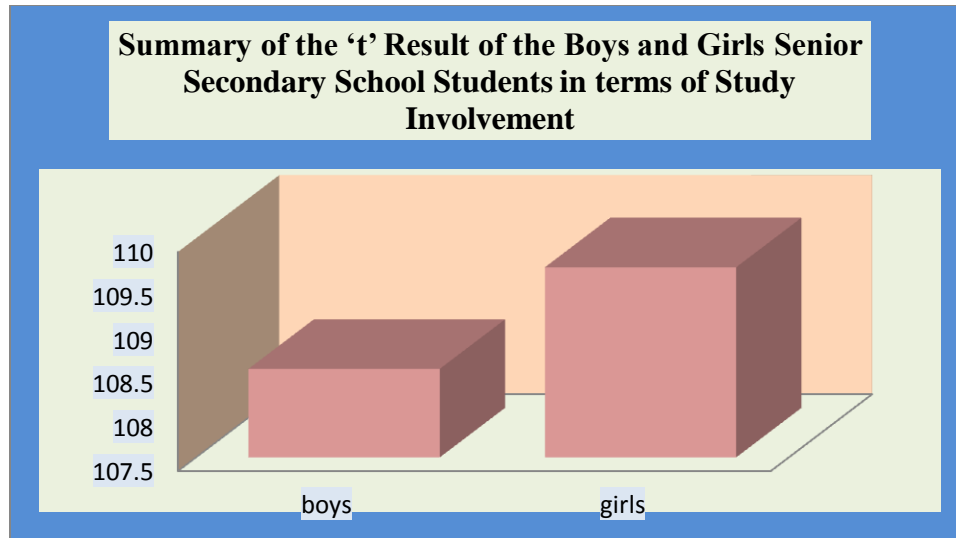 Summary of the ‘t’ Result of the Boys and Girls Senior
Secondary School Students in terms of Study
Involvement
110
109.5
109
108.5
108
107.5
boys girls